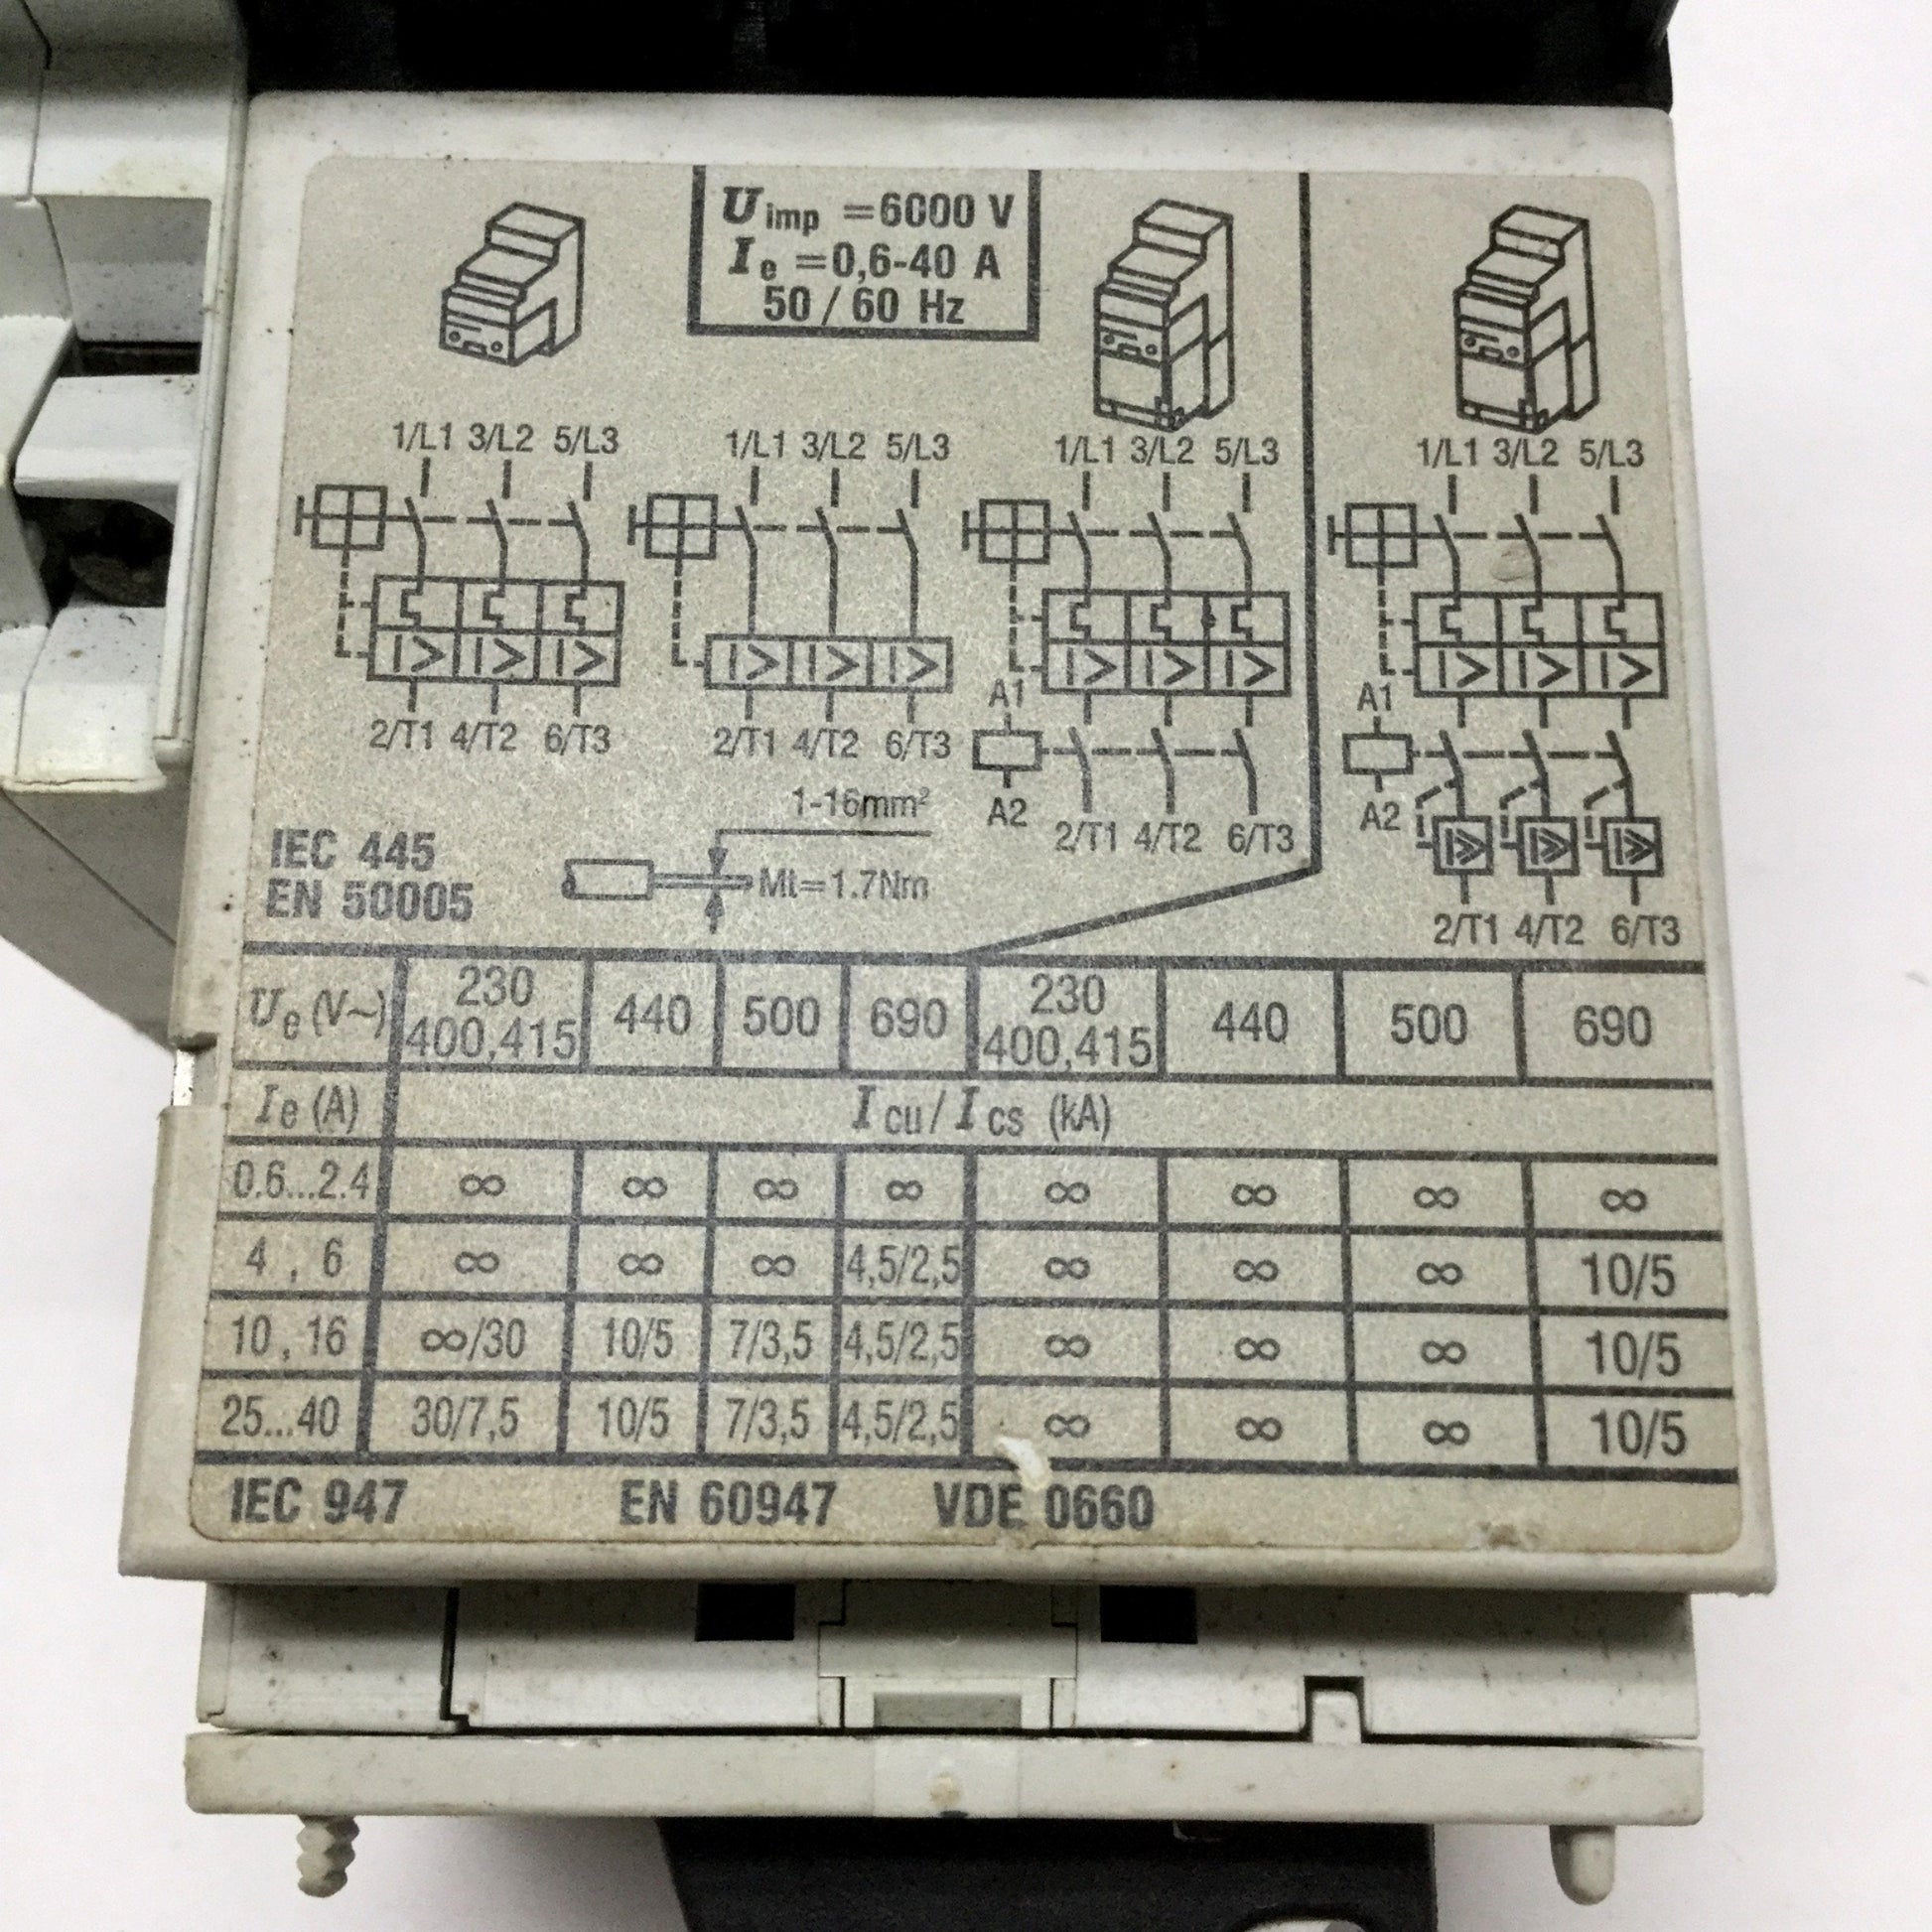 U imp =6000 V
I e =0,6-40 A
50 / 60 Hz
1/L1 3/L2 5/L3 1/L1 3/L2 5/L3 1/L1 3/L2 5/L3 1/L1 3/L2 5/L3
I> I> I> I> I> I> I> I> I> I> I> I>
A1 A1
2/T1 4/T2 6/T3 2/T1 4/T2 6/T3
1-16mm²
A2 A2
2/T1 4/T2 6/T3
IEC 445
Mt=1.7Nm
EN 50005
2/T1 4/T2 6/T3
Ue (V~) 230 400,415 440 500 690 230 400,415 440 500 690
Ie (A) I cu / I cs (kA)
0.6...2.4 ∞ ∞ ∞ ∞ ∞ ∞ ∞ ∞
4 , 6 ∞ ∞ ∞ 4,5/2,5 ∞ ∞ ∞ 10/5
10 , 16 ∞/30 10/5 7/3,5 4,5/2,5 ∞ ∞ ∞ 10/5
25...40 30/7,5 10/5 7/3,5 4,5/2,5 ∞ ∞ ∞ 10/5
IEC 947 EN 60947 VDE 0660